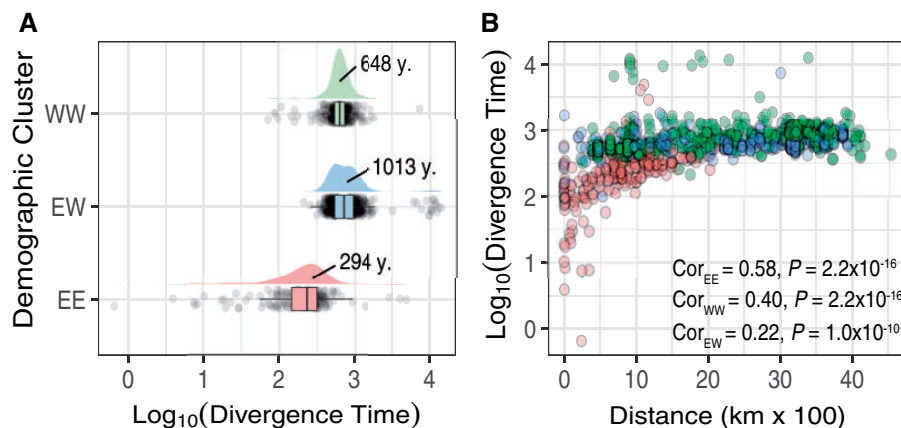 A
Demographic Cluster
WW
EW
EE
648 y.
1013 y.
294 y.
0 1 2 3 4
Log10(Divergence Time)
B
Log10(Divergence Time)
4
3
2
1
0
CorEE = 0.58, P = 2.2x10-16
CorWW = 0.40, P = 2.2x10-16
CorEW = 0.22, P = 1.0x10-10
0 10 20 30 40
Distance (km x 100)